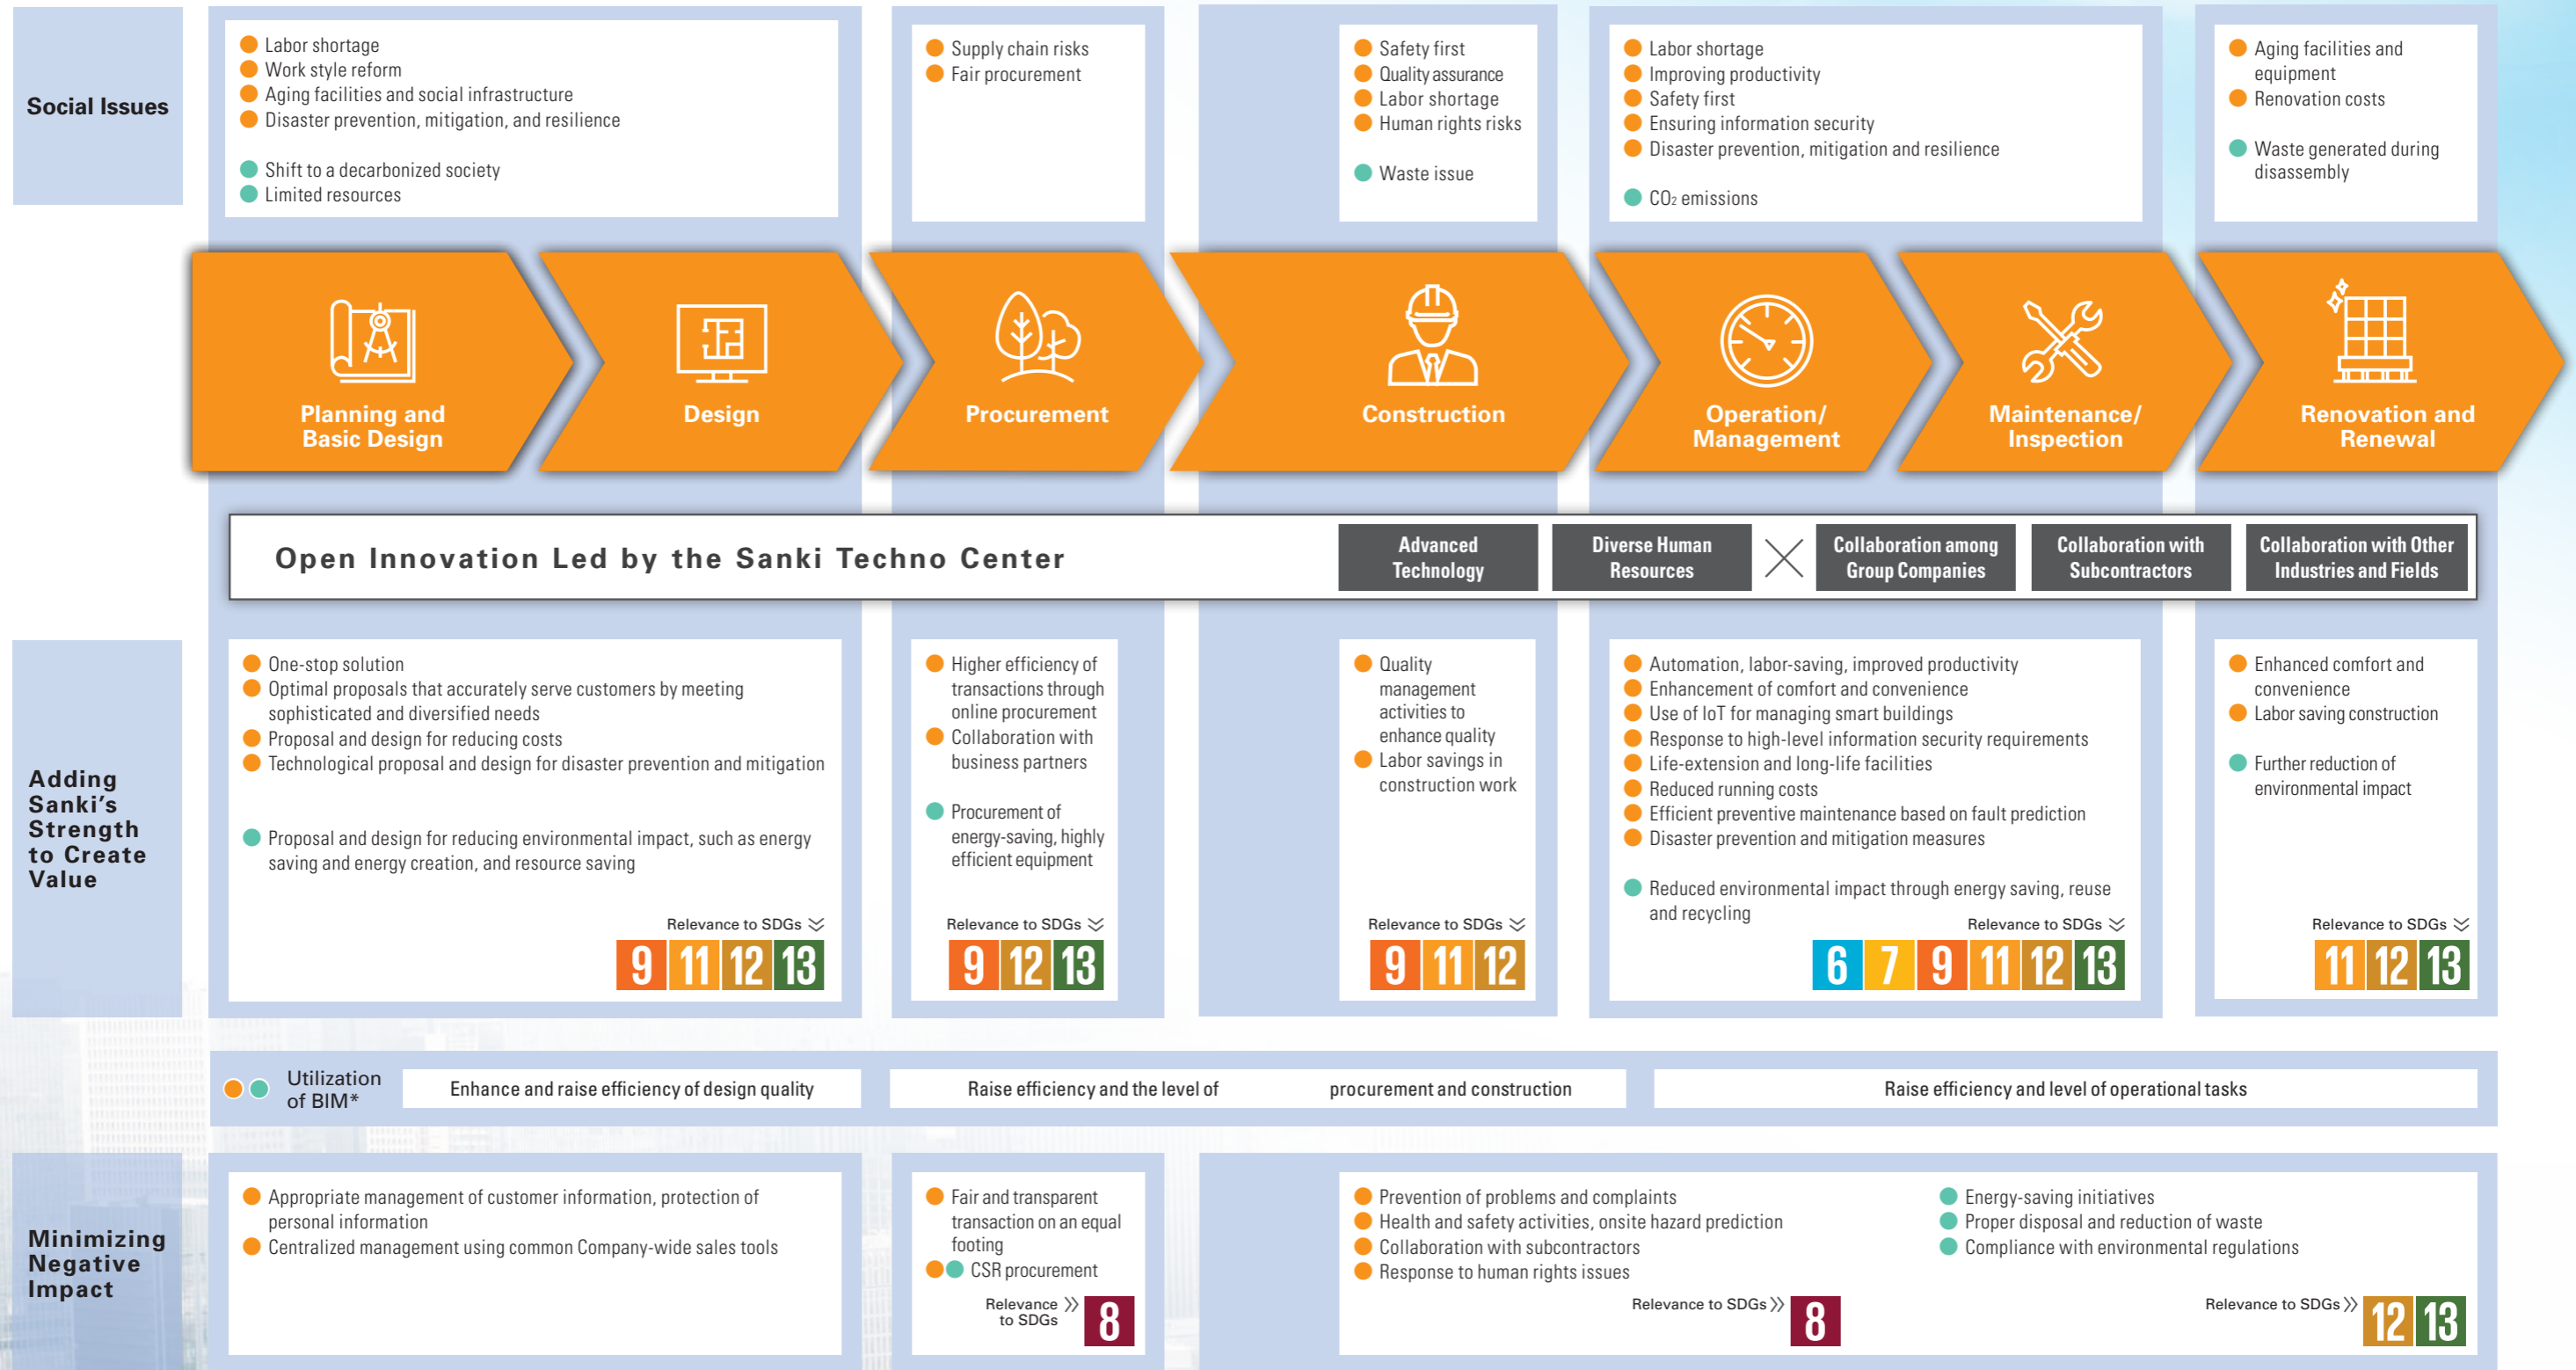 Social Issues
Labor shortage
Work style reform
Aging facilities and social infrastructure
Disaster prevention, mitigation, and resilience
Shift to a decarbonized society
Limited resources
Supply chain risks
Fair procurement
Safety first
Quality assurance
Labor shortage
Human rights risks
Waste issue
Labor shortage
Improving productivity
Safety first
Ensuring information security
Disaster prevention, mitigation and resilience
CO₂ emissions
Aging facilities and
equipment
Renovation costs
Waste generated during
disassembly
Planning and
Basic Design
Design
Procurement
Construction
Operation/
Management
Maintenance/
Inspection
Renovation and
Renewal
Open Innovation Led by the Sanki Techno Center
Advanced
Technology
Diverse Human
Resources
Collaboration among
Group Companies
Collaboration with
Subcontractors
Collaboration with Other
Industries and Fields
Adding
Sanki's
Strength
to Create
Value
One-stop solution
Optimal proposals that accurately serve customers by meeting
sophisticated and diversified needs
Proposal and design for reducing costs
Technological proposal and design for disaster prevention and mitigation
Proposal and design for reducing environmental impact, such as energy
saving and energy creation, and resource saving
Relevance to SDGs
9 11 12 13
Higher efficiency of
transactions through
online procurement
Collaboration with
business partners
Procurement of
energy-saving, highly
efficient equipment
Relevance to SDGs
9 12 13
Quality
management
activities to
enhance quality
Labor savings in
construction work
Relevance to SDGs
9 11 12
Automation, labor-saving, improved productivity
Enhancement of comfort and convenience
Use of IoT for managing smart buildings
Response to high-level information security requirements
Life-extension and long-life facilities
Reduced running costs
Efficient preventive maintenance based on fault prediction
Disaster prevention and mitigation measures
Reduced environmental impact through energy saving, reuse
and recycling
Relevance to SDGs
6 7 9 11 12 13
Enhanced comfort and
convenience
Labor saving construction
Further reduction of
environmental impact
Relevance to SDGs
11 12 13
Utilization
of BIM*
Enhance and raise efficiency of design quality
Raise efficiency and the level of procurement and construction
Raise efficiency and level of operational tasks
Minimizing
Negative
Impact
Appropriate management of customer information, protection of
personal information
Centralized management using common Company-wide sales tools
Fair and transparent
transaction on an equal
footing
CSR procurement
Relevance
to SDGs
8
Prevention of problems and complaints
Health and safety activities, onsite hazard prediction
Collaboration with subcontractors
Response to human rights issues
Relevance to SDGs
8
Energy-saving initiatives
Proper disposal and reduction of waste
Compliance with environmental regulations
Relevance to SDGs
12 13